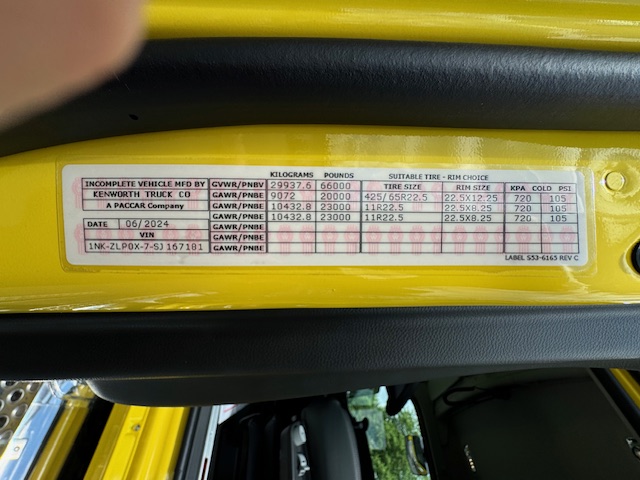 KILOGRAMS POUNDS SUITABLE TIRE - RIM CHOICE
INCOMPLETE VEHICLE MFD BY GVWR/PNBV 29937.6 66000 TIRE SIZE RIM SIZE KPA COLD PSI
KENWORTH TRUCK CO GAWR/PNBE 9072 20000 425/65R22.5 22.5X12.25 720 105
A PACCAR Company GAWR/PNBE 10432.8 23000 11R22.5 22.5X8.25 720 105
GAWR/PNBE 10432.8 23000 11R22.5 22.5X8.25 720 105
DATE 06/2024 GAWR/PNBE
VIN GAWR/PNBE
1NK-ZLP0X-7-SJ167181 GAWR/PNBE
LABEL S53-6165 REV C